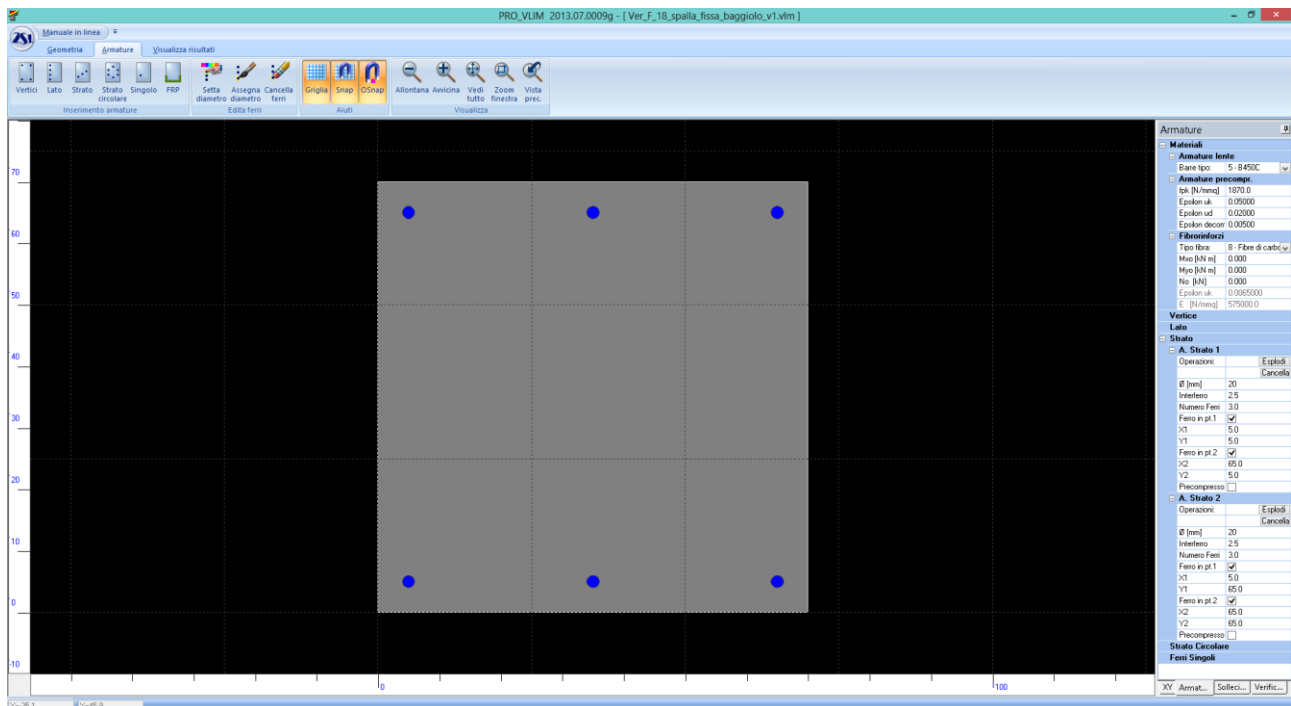 PRO_VLIM 2013.07.0009g - [ Ver_F_18_spalla_fissa_baggiolo_v1.vlm ]
2SI
Manuale in linea
Geometria Armature Visualizza risultati
Vertici Lato Strato Strato circolare Singolo FRP Setta diametro Assegna diametro Cancella ferri Griglia Snap OSnap Allontana Avvicina Vedi tutto Zoom finestra Vista prec.
Inserimento armature Edita ferri Aiuti Visualizza
70
60
50
40
30
20
10
0
-10
0 100
Armature
Materiali
Armature lente
Barre tipo: 5 - B450C
Armature precompr.
fpk [N/mmq] 1870.0
Epsilon uk 0.05000
Epsilon ud 0.02000
Epsilon decom 0.00500
Fibrorinforzi
Tipo fibra: 8 - Fibre di carbo
Mxo [kN m] 0.000
Myo [kN m] 0.000
No [kN] 0.000
Epsilon uk 0.0065000
E [N/mmq] 575000.0
Vertice
Lato
Strato
A. Strato 1
Operazioni: Esplodi
Cancella
Ø [mm] 20
Interferro 2.5
Numero Ferri 3.0
Ferro in pt.1
X1 5.0
Y1 5.0
Ferro in pt.2
X2 65.0
Y2 5.0
Precompresso
A. Strato 2
Operazioni: Esplodi
Cancella
Ø [mm] 20
Interferro 2.5
Numero Ferri 3.0
Ferro in pt.1
X1 5.0
Y1 65.0
Ferro in pt.2
X2 65.0
Y2 65.0
Precompresso
Strato Circolare
Ferri Singoli
XY Armat... Solleci... Verific...